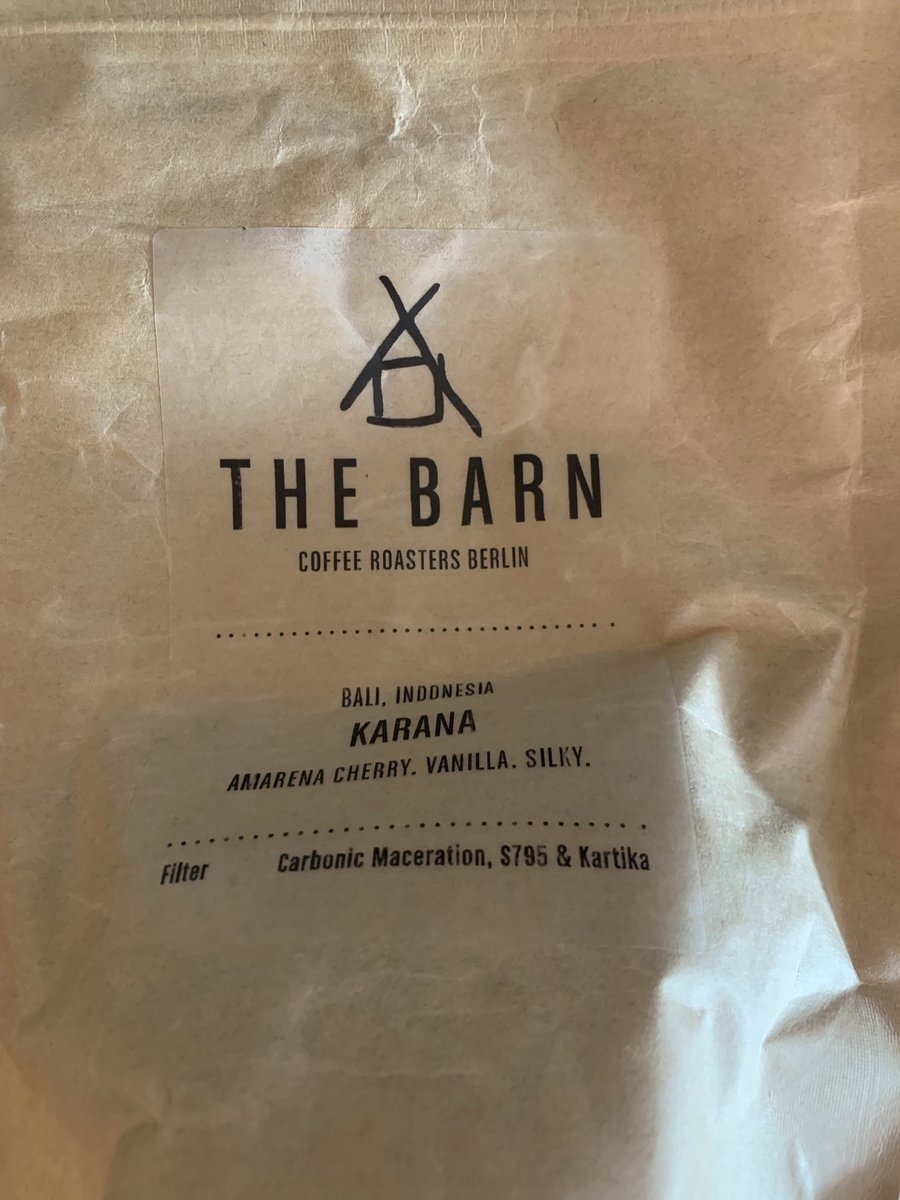 THE BARN
COFFEE ROASTERS BERLIN
BALI, INDONESIA
KARANA
AMARENA CHERRY. VANILLA. SILKY.
Filter Carbonic Maceration, S795 & Kartika